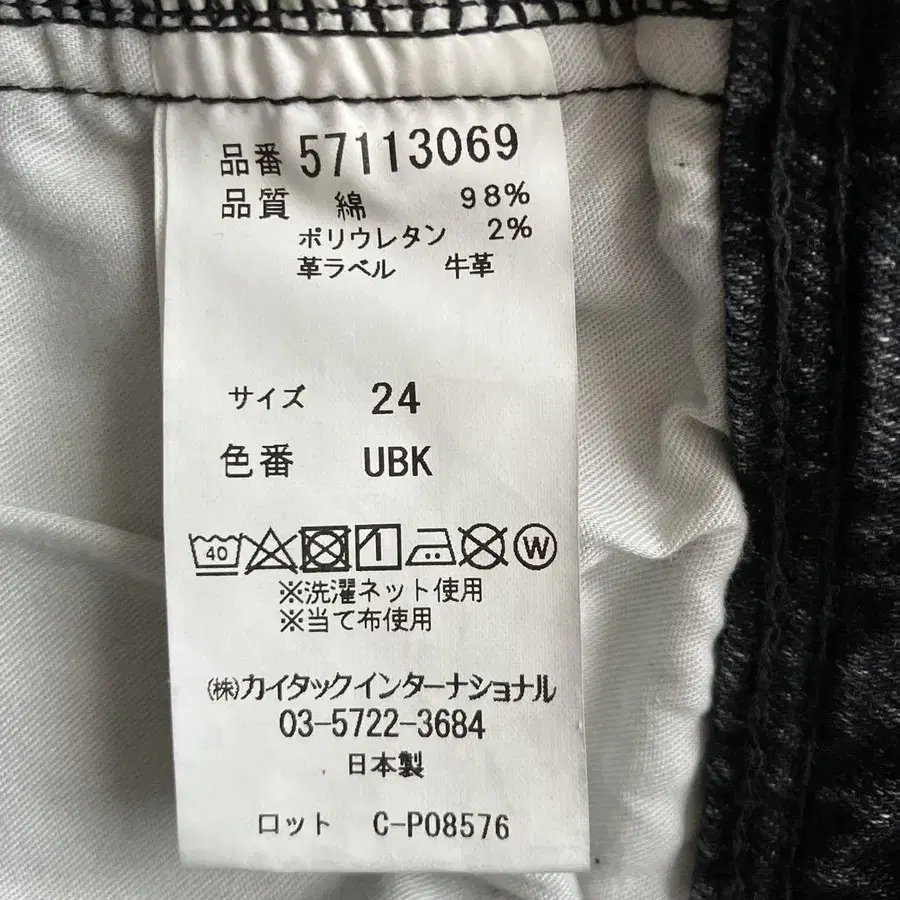 品番 57113069
品質 綿 98%
ポリウレタン 2%
革ラベル 牛革
サイズ 24
色番 UBK
40 W
※洗濯ネット使用
※当て布使用
(株)カイタックインターナショナル
03-5722-3684
日本製
ロット C-P08576